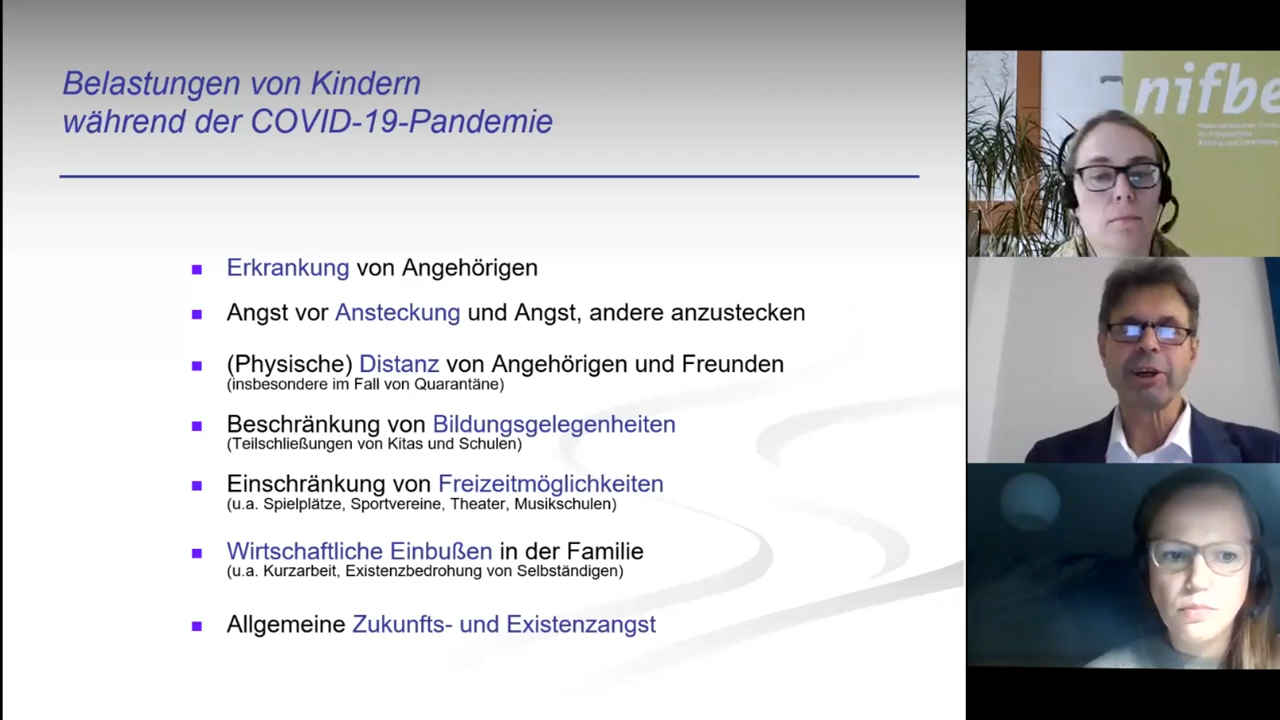 Belastungen von Kindern
während der COVID-19-Pandemie
Erkrankung von Angehörigen
Angst vor Ansteckung und Angst, andere anzustecken
(Physische) Distanz von Angehörigen und Freunden
(insbesondere im Fall von Quarantäne)
Beschränkung von Bildungsgelegenheiten
(Teilschließungen von Kitas und Schulen)
Einschränkung von Freizeitmöglichkeiten
(u.a. Spielplätze, Sportvereine, Theater, Musikschulen)
Wirtschaftliche Einbußen in der Familie
(u.a. Kurzarbeit, Existenzbedrohung von Selbständigen)
Allgemeine Zukunfts- und Existenzangst
nifbe